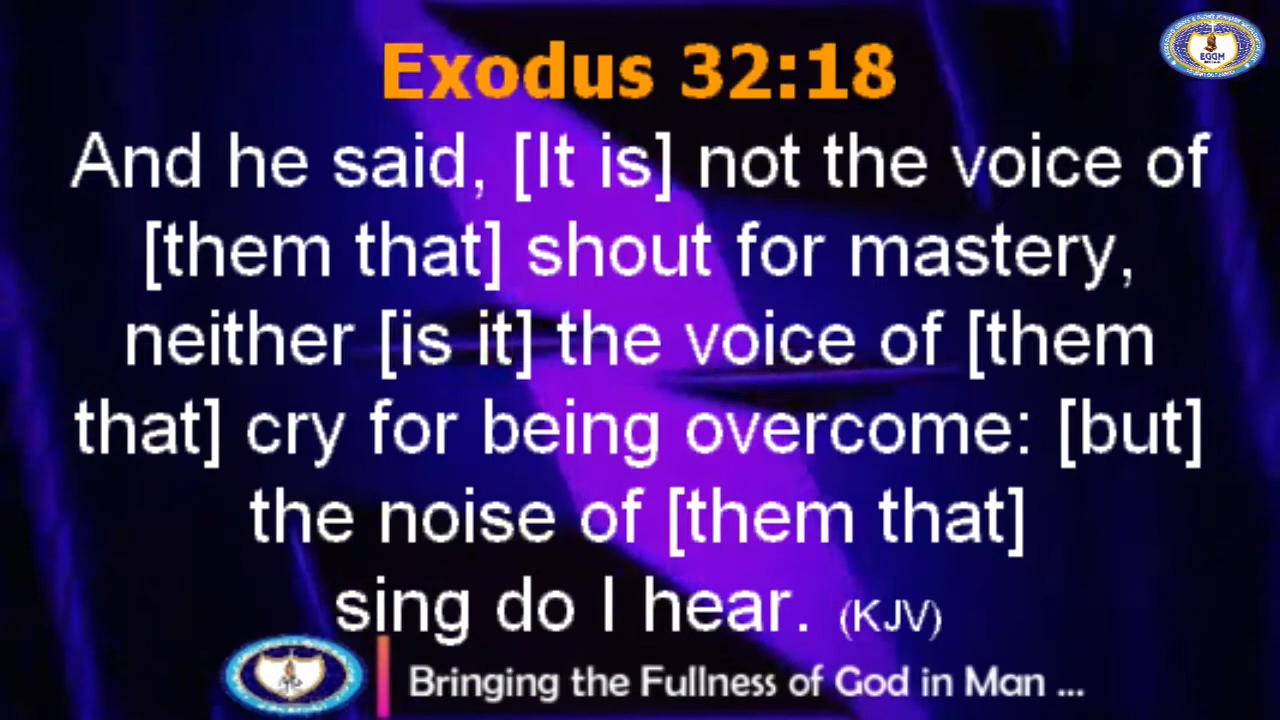 Exodus 32:18
And he said, [It is] not the voice of
[them that] shout for mastery,
neither [is it] the voice of [them
that] cry for being overcome: [but]
the noise of [them that]
sing do I hear. (KJV)
Bringing the Fullness of God in Man ...
EGGM